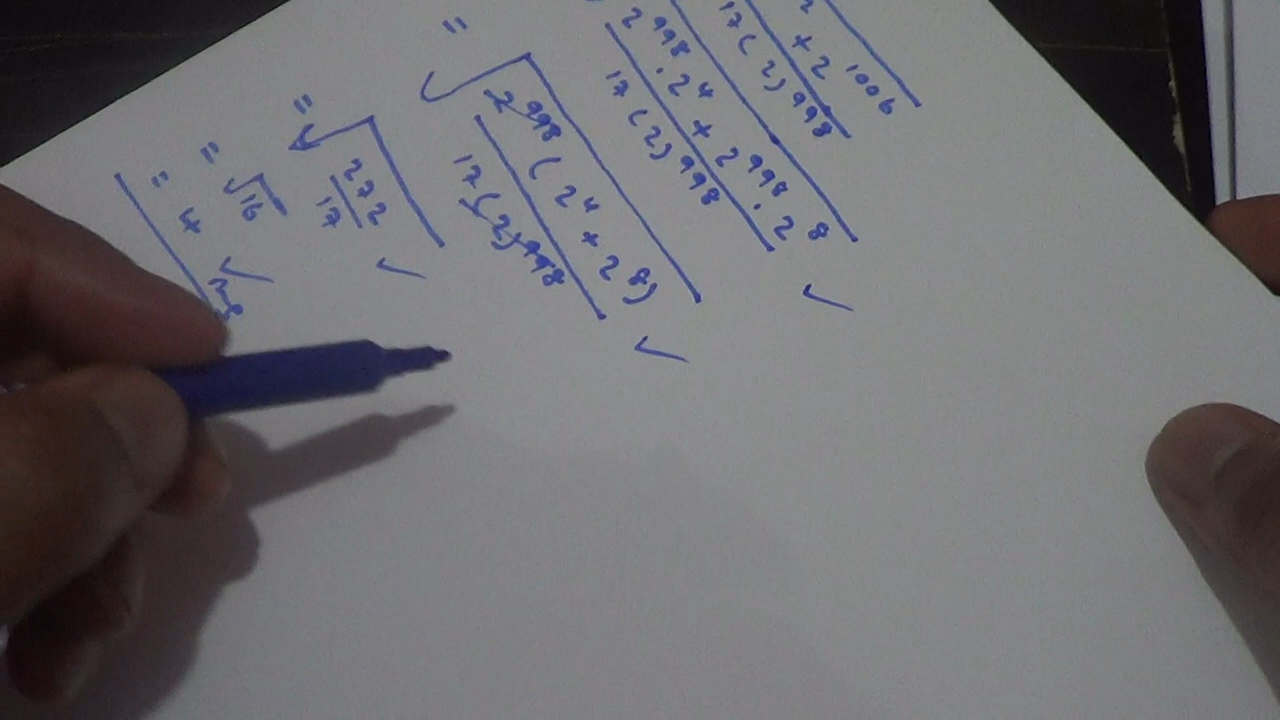 2 + 2^1006
17(2)^998
2^998 . 2^4 + 2^998 . 2^8
17(2)^998 ✓
= √ 2^998 (2^4 + 2^8)
17(2)^998 ✓
= √ 272
17 ✓
= √16
= 4 ✓